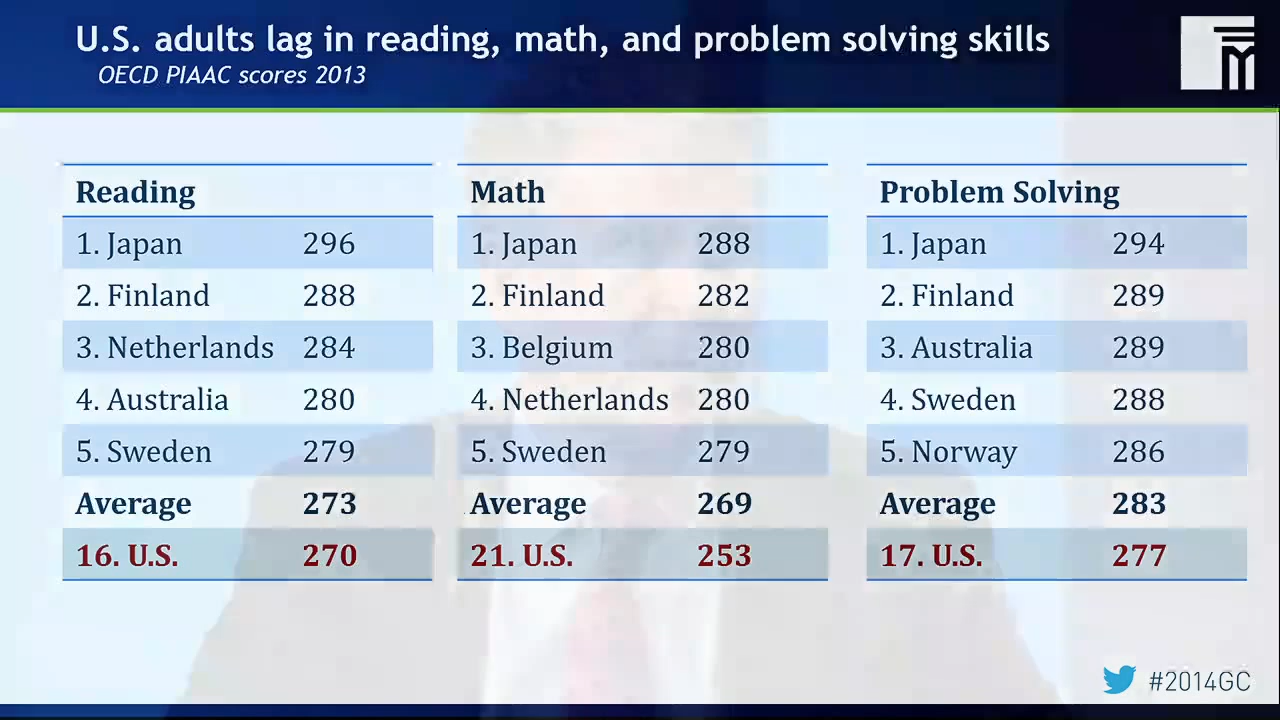 U.S. adults lag in reading, math, and problem solving skills
OECD PIAAC scores 2013
Reading
1. Japan 296
2. Finland 288
3. Netherlands 284
4. Australia 280
5. Sweden 279
Average 273
16. U.S. 270
Math
1. Japan 288
2. Finland 282
3. Belgium 280
4. Netherlands 280
5. Sweden 279
Average 269
21. U.S. 253
Problem Solving
1. Japan 294
2. Finland 289
3. Australia 289
4. Sweden 288
5. Norway 286
Average 283
17. U.S. 277
#2014GC